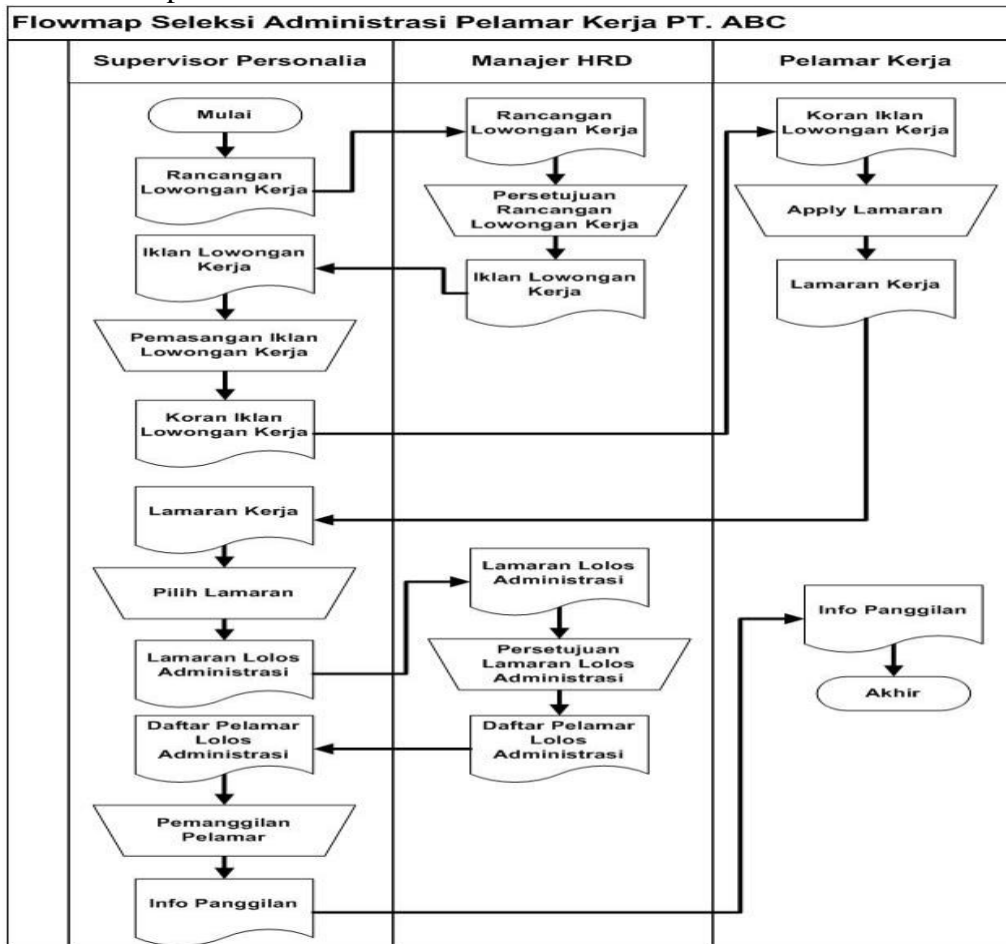 Flowmap Seleksi Administrasi Pelamar Kerja PT. ABC
Supervisor Personalia
Mulai
Rancangan
Lowongan Kerja
Iklan Lowongan
Kerja
Pemasangan Iklan
Lowongan Kerja
Koran Iklan
Lowongan Kerja
Lamaran Kerja
Pilih Lamaran
Lamaran Lolos
Administrasi
Daftar Pelamar
Lolos
Administrasi
Pemanggilan
Pelamar
Info Panggilan
Manajer HRD
Rancangan
Lowongan Kerja
Persetujuan
Rancangan
Lowongan Kerja
Iklan Lowongan
Kerja
Lamaran Lolos
Administrasi
Persetujuan
Lamaran Lolos
Administrasi
Daftar Pelamar
Lolos
Administrasi
Pelamar Kerja
Koran Iklan
Lowongan Kerja
Apply Lamaran
Lamaran Kerja
Info Panggilan
Akhir